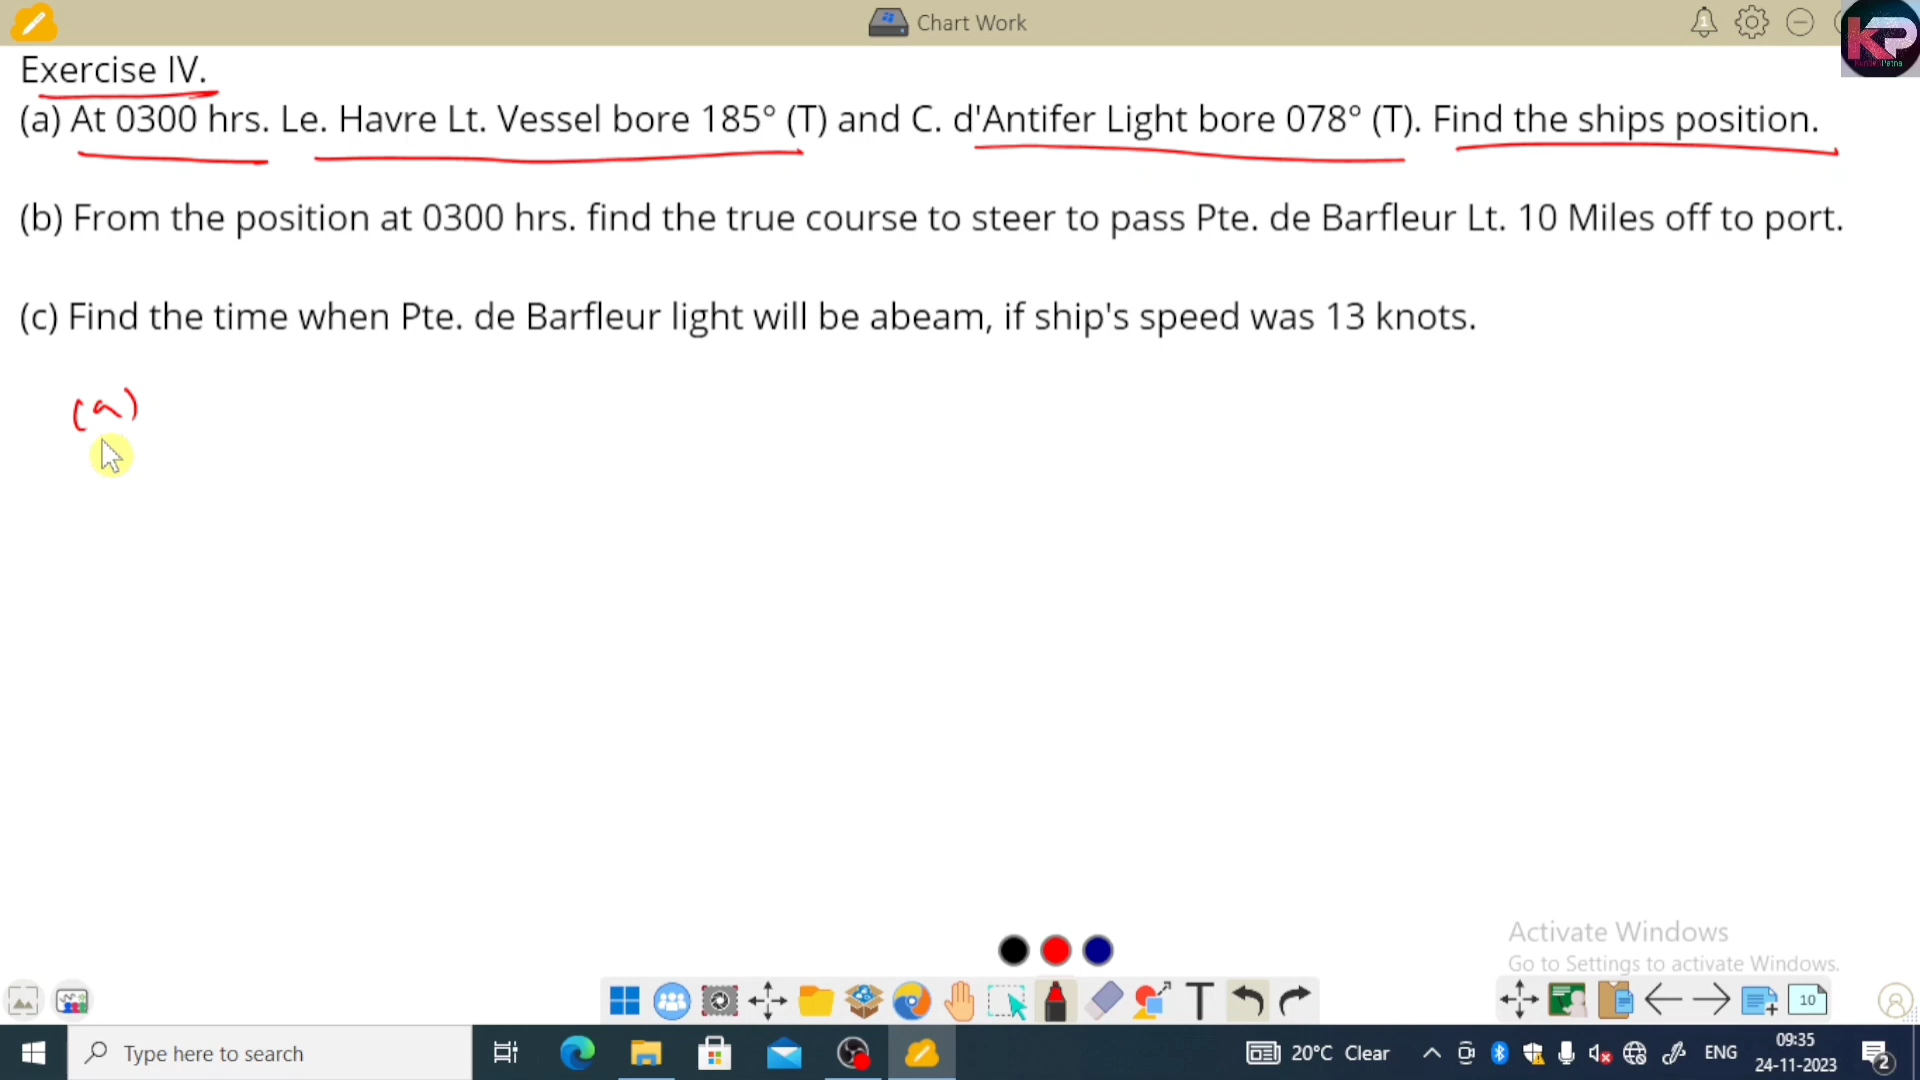 Chart Work
KP
Exercise IV.
(a) At 0300 hrs. Le. Havre Lt. Vessel bore 185° (T) and C. d'Antifer Light bore 078° (T). Find the ships position.
(b) From the position at 0300 hrs. find the true course to steer to pass Pte. de Barfleur Lt. 10 Miles off to port.
(c) Find the time when Pte. de Barfleur light will be abeam, if ship's speed was 13 knots.
(a)
Activate Windows
Go to Settings to activate Windows.
T
10
Type here to search
20°C Clear
ENG
09:35
24-11-2023
2